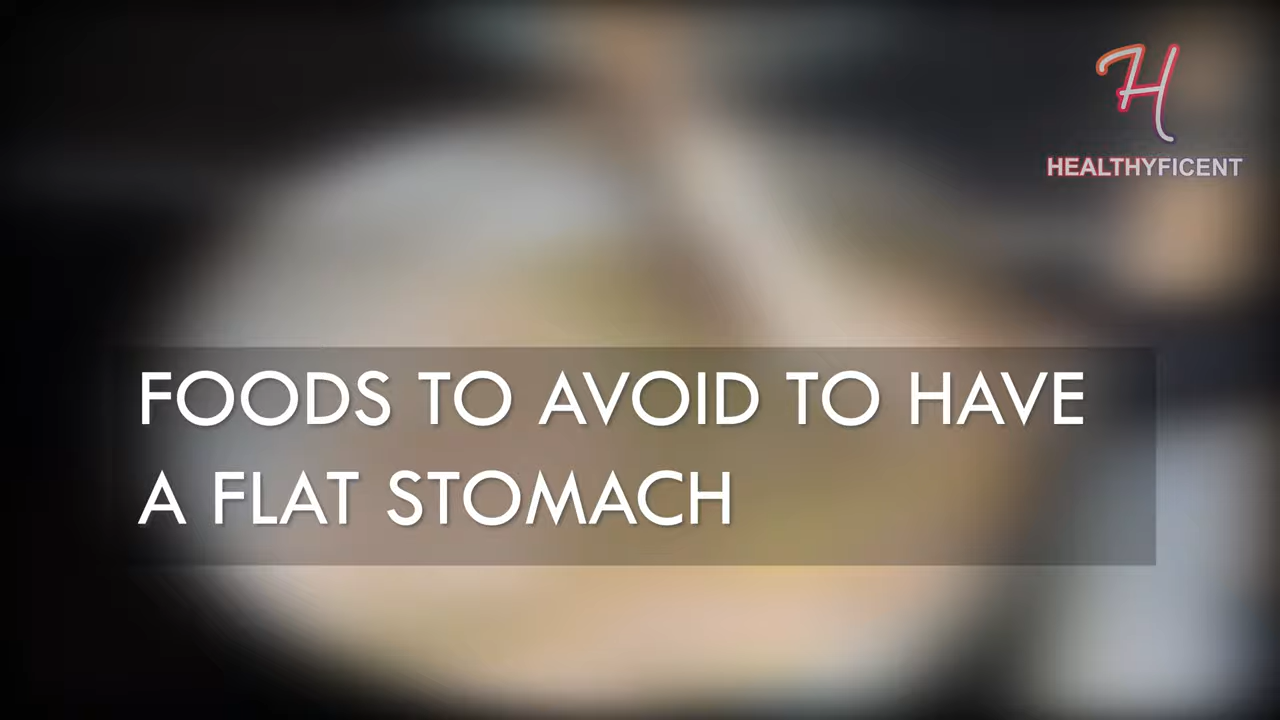 H
HEALTHYFICENT
FOODS TO AVOID TO HAVE
A FLAT STOMACH